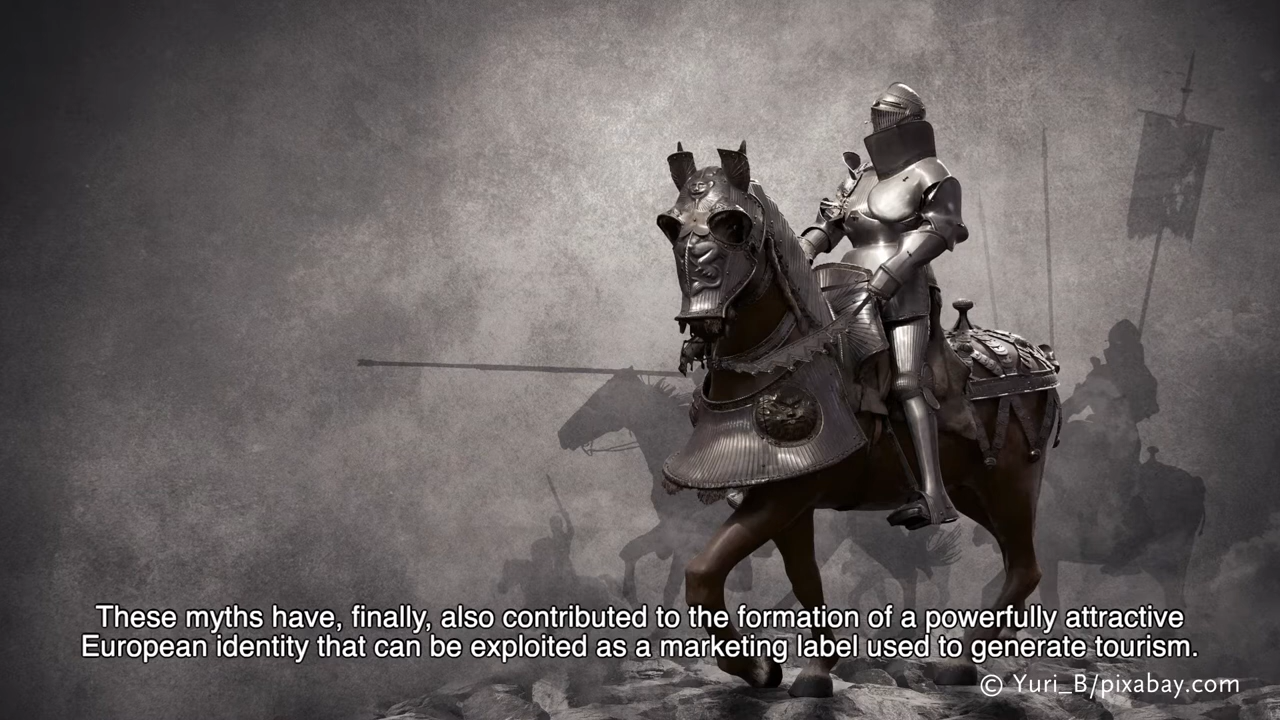 These myths have, finally, also contributed to the formation of a powerfully attractive
European identity that can be exploited as a marketing label used to generate tourism.
© Yuri_B/pixabay.com